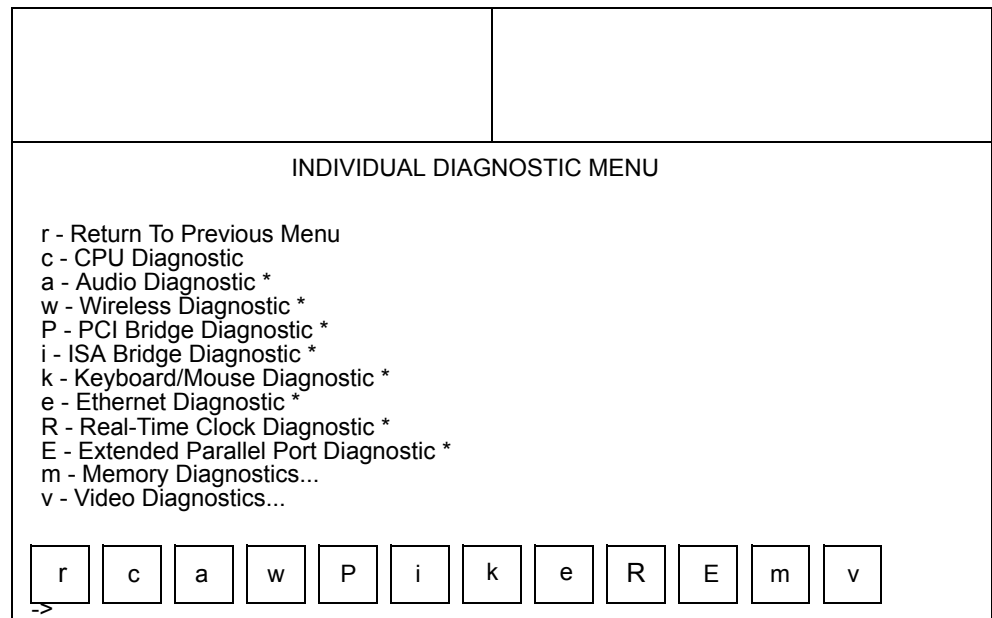 INDIVIDUAL DIAGNOSTIC MENU
r - Return To Previous Menu
c - CPU Diagnostic
a - Audio Diagnostic *
w - Wireless Diagnostic *
P - PCI Bridge Diagnostic *
i - ISA Bridge Diagnostic *
k - Keyboard/Mouse Diagnostic *
e - Ethernet Diagnostic *
R - Real-Time Clock Diagnostic *
E - Extended Parallel Port Diagnostic *
m - Memory Diagnostics...
v - Video Diagnostics...
r c a w P i k e R E m v
->